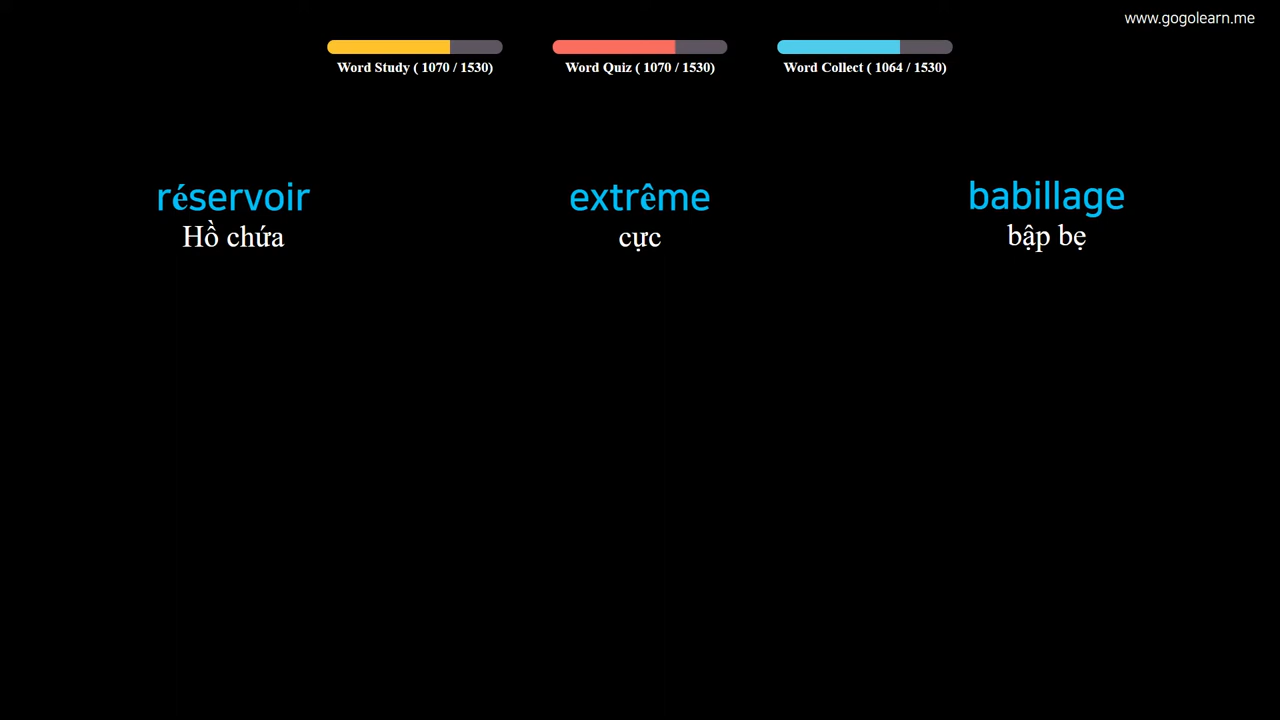 www.gogolearn.me
Word Study ( 1070 / 1530)
Word Quiz ( 1070 / 1530)
Word Collect ( 1064 / 1530)
réservoir
Hồ chứa
extrême
cực
babillage
bập bẹ